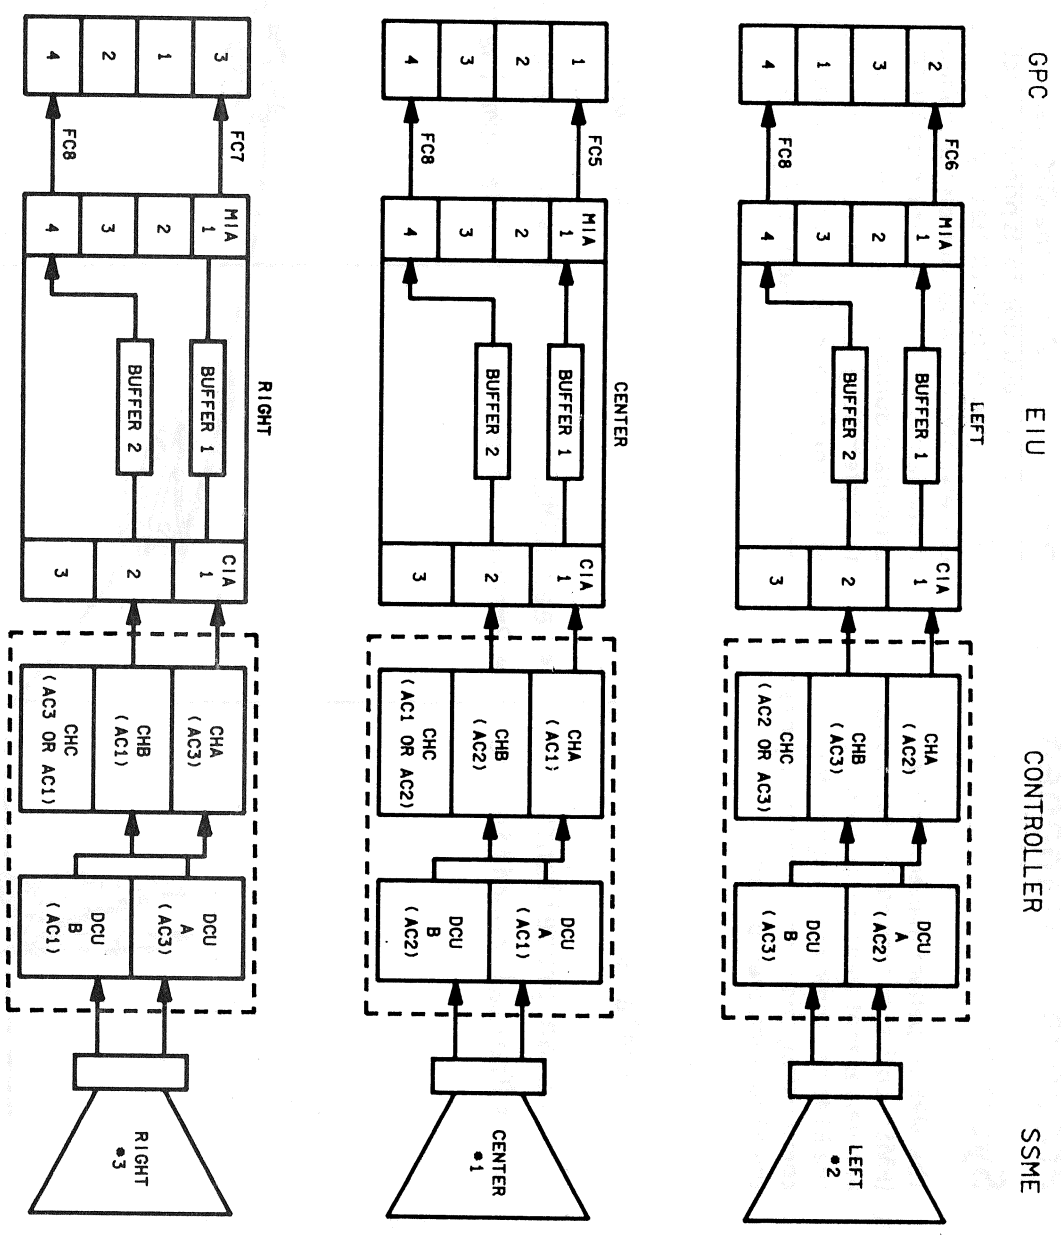 GPC EIU CONTROLLER SSME
LEFT
2
3
1
4
FC6
FC8
MIA
1
2
3
4
BUFFER 1
BUFFER 2
CIA
1
2
3
CHA
(AC2)
CHB
(AC3)
CHC
(AC2 OR AC3)
DCU
A
(AC2)
DCU
B
(AC3)
LEFT
#2
CENTER
1
2
3
4
FC5
FC8
MIA
1
2
3
4
BUFFER 1
BUFFER 2
CIA
1
2
3
CHA
(AC1)
CHB
(AC2)
CHC
(AC1 OR AC2)
DCU
A
(AC1)
DCU
B
(AC2)
CENTER
#1
RIGHT
3
1
2
4
FC7
FC8
MIA
1
2
3
4
BUFFER 1
BUFFER 2
CIA
1
2
3
CHA
(AC3)
CHB
(AC1)
CHC
(AC3 OR AC1)
DCU
A
(AC3)
DCU
B
(AC1)
RIGHT
#3